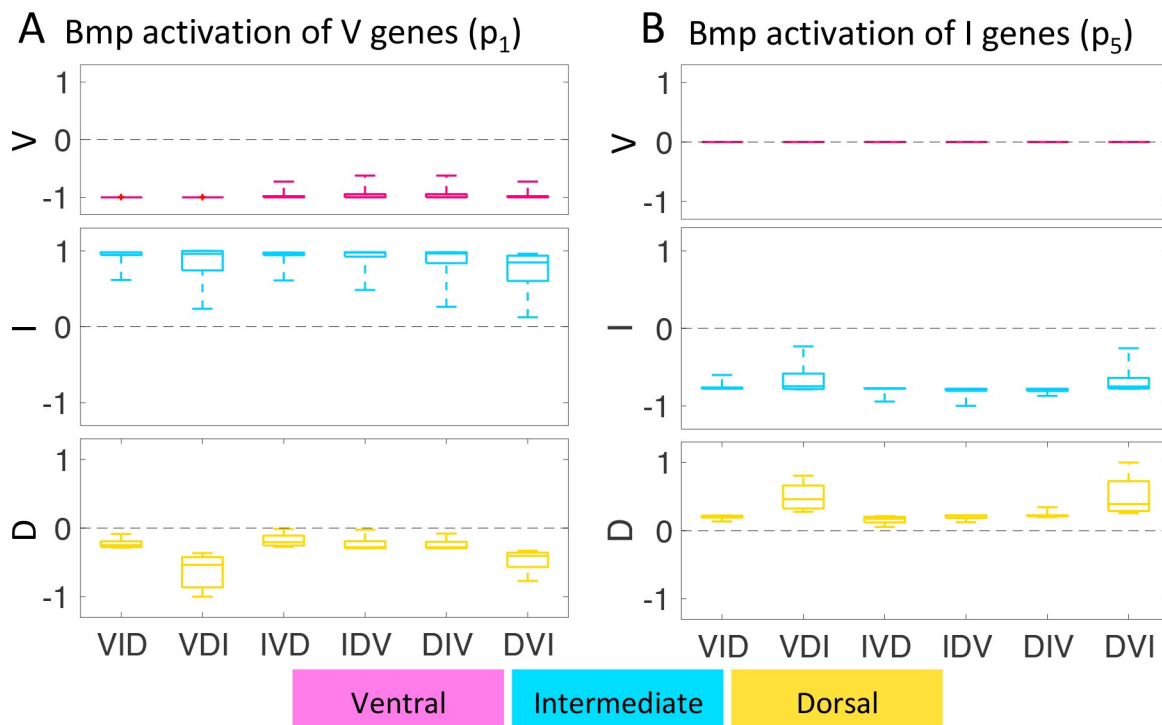 A Bmp activation of V genes (p1)
V
1
0
-1
I
1
0
-1
D
1
0
-1
VID VDI IVD IDV DIV DVI
B Bmp activation of I genes (p5)
V
1
0
-1
I
1
0
-1
D
1
0
-1
VID VDI IVD IDV DIV DVI
Ventral Intermediate Dorsal